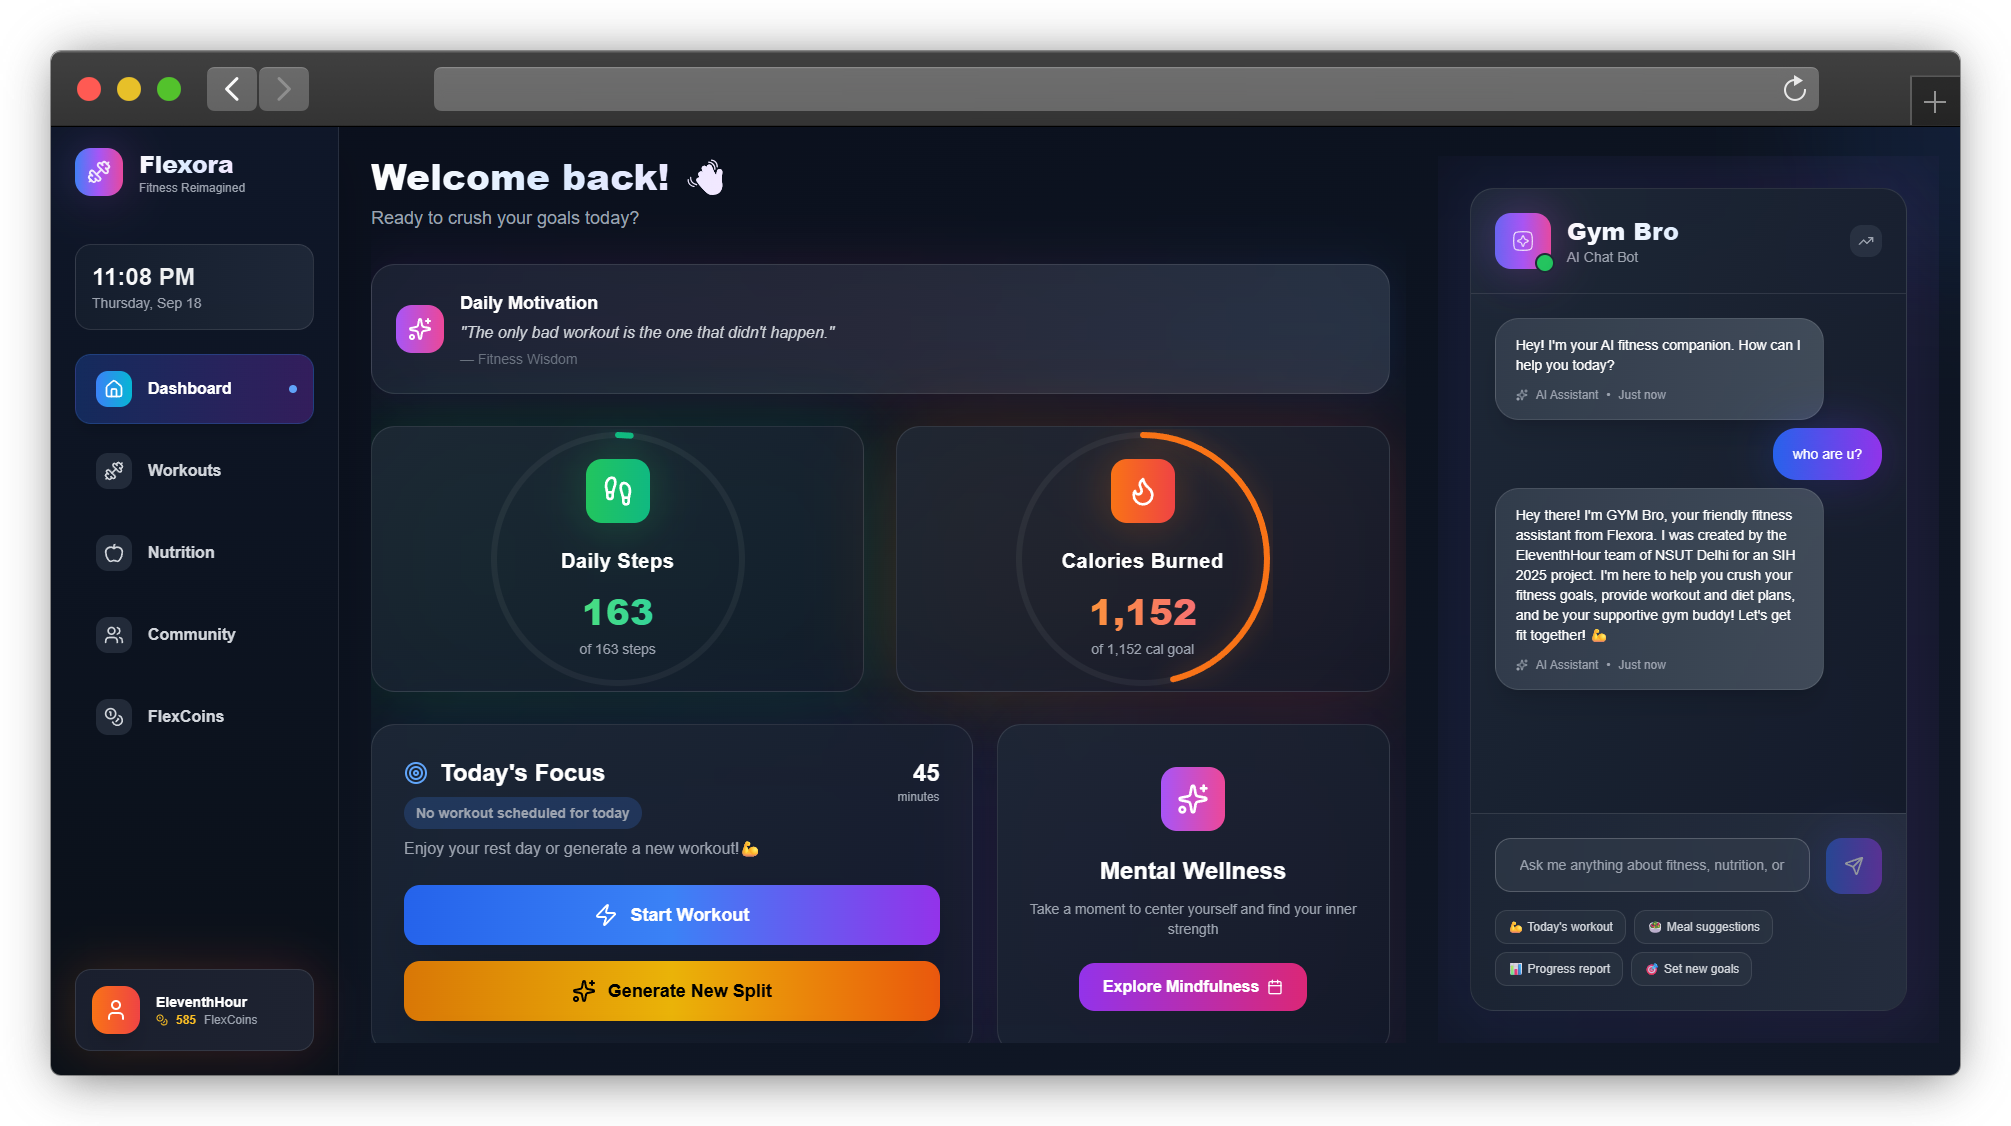 Flexora
Fitness Reimagined
11:08 PM
Thursday, Sep 18
Dashboard
Workouts
Nutrition
Community
FlexCoins
EleventhHour
585 FlexCoins
Welcome back! 👋
Ready to crush your goals today?
Daily Motivation
"The only bad workout is the one that didn't happen."
— Fitness Wisdom
Daily Steps
163
of 163 steps
Calories Burned
1,152
of 1,152 cal goal
Today's Focus
45
minutes
No workout scheduled for today
Enjoy your rest day or generate a new workout!💪
Start Workout
Generate New Split
Mental Wellness
Take a moment to center yourself and find your inner
strength
Explore Mindfulness
Gym Bro
AI Chat Bot
Hey! I'm your AI fitness companion. How can I
help you today?
AI Assistant • Just now
who are u?
Hey there! I'm GYM Bro, your friendly fitness
assistant from Flexora. I was created by the
EleventhHour team of NSUT Delhi for an SIH
2025 project. I'm here to help you crush your
fitness goals, provide workout and diet plans,
and be your supportive gym buddy! Let's get
fit together! 💪
AI Assistant • Just now
Ask me anything about fitness, nutrition, or
💪 Today's workout
🥗 Meal suggestions
📊 Progress report
🎯 Set new goals